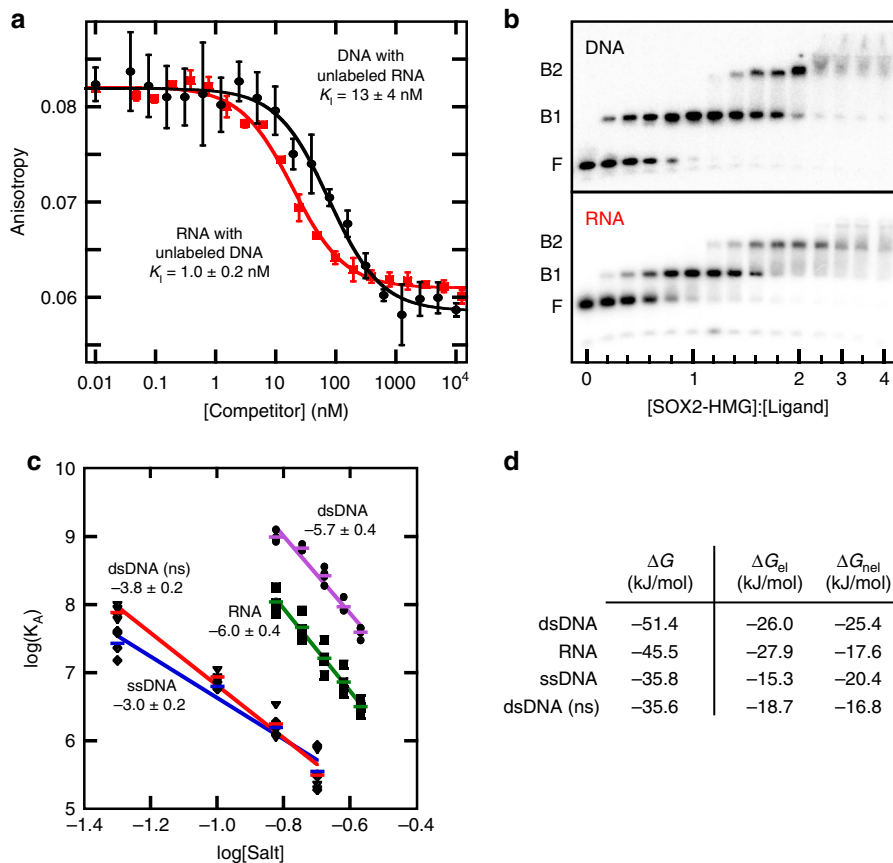 a
0.08
0.07
0.06
Anisotropy
DNA with
unlabeled RNA
K_I = 13 ± 4 nM
RNA with
unlabeled DNA
K_I = 1.0 ± 0.2 nM
0.01 0.1 1 10 100 1000 10⁴
[Competitor] (nM)
b
DNA
B2
B1
F
RNA
B2
B1
F
0 1 2 3 4
[SOX2-HMG]:[Ligand]
c
10
9
8
7
6
5
log(K_A)
dsDNA
−5.7 ± 0.4
dsDNA (ns)
−3.8 ± 0.2
RNA
−6.0 ± 0.4
ssDNA
−3.0 ± 0.2
−1.4 −1.2 −1.0 −0.8 −0.6 −0.4
log[Salt]
d
ΔG ΔG_el ΔG_nel
(kJ/mol) (kJ/mol) (kJ/mol)
dsDNA −51.4 −26.0 −25.4
RNA −45.5 −27.9 −17.6
ssDNA −35.8 −15.3 −20.4
dsDNA (ns) −35.6 −18.7 −16.8